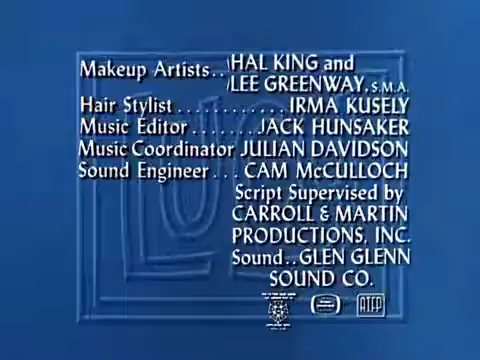 Makeup Artists.. HAL KING and
LEE GREENWAY, S.M.A.
Hair Stylist ............ IRMA KUSELY
Music Editor ....... JACK HUNSAKER
Music Coordinator JULIAN DAVIDSON
Sound Engineer ... CAM McCULLOCH
Script Supervised by
CARROLL & MARTIN
PRODUCTIONS, INC.
Sound.. GLEN GLENN
SOUND CO.
ATFP